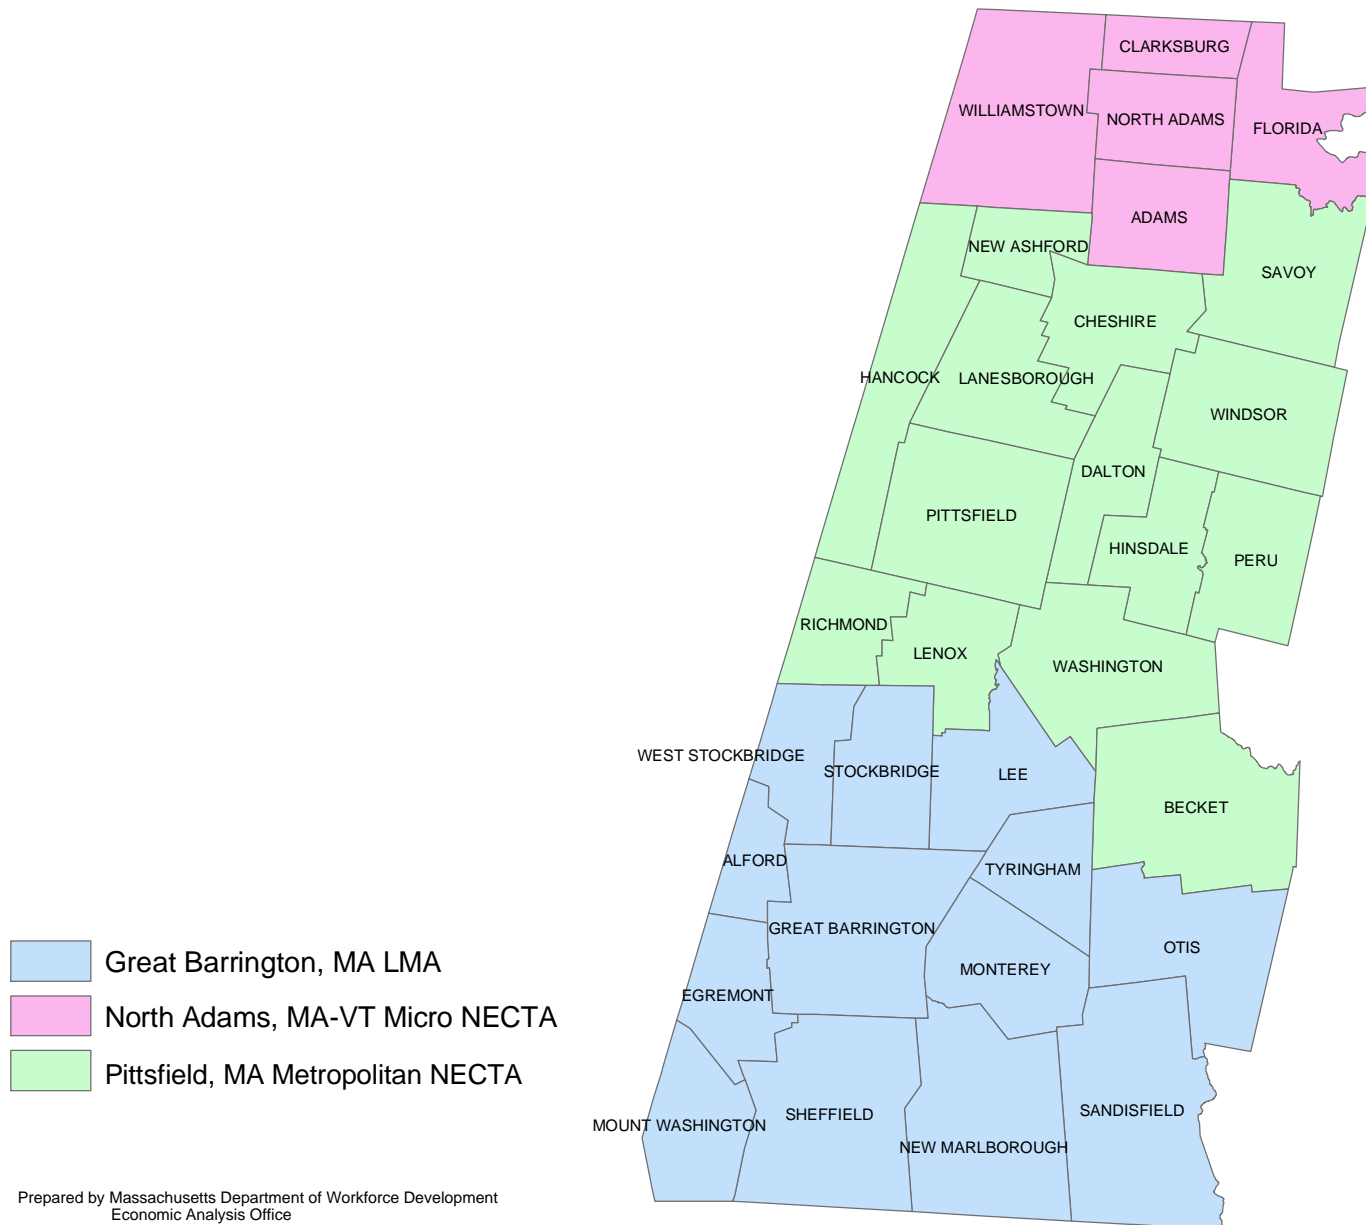 CLARKSBURG
WILLIAMSTOWN
NORTH ADAMS
FLORIDA
ADAMS
NEW ASHFORD
SAVOY
CHESHIRE
HANCOCK
LANESBOROUGH
WINDSOR
DALTON
PITTSFIELD
HINSDALE
PERU
RICHMOND
LENOX
WASHINGTON
WEST STOCKBRIDGE
STOCKBRIDGE
LEE
BECKET
ALFORD
TYRINGHAM
GREAT BARRINGTON
OTIS
MONTEREY
EGREMONT
SANDISFIELD
SHEFFIELD
MOUNT WASHINGTON
NEW MARLBOROUGH
Great Barrington, MA LMA
North Adams, MA-VT Micro NECTA
Pittsfield, MA Metropolitan NECTA
Prepared by Massachusetts Department of Workforce Development
Economic Analysis Office